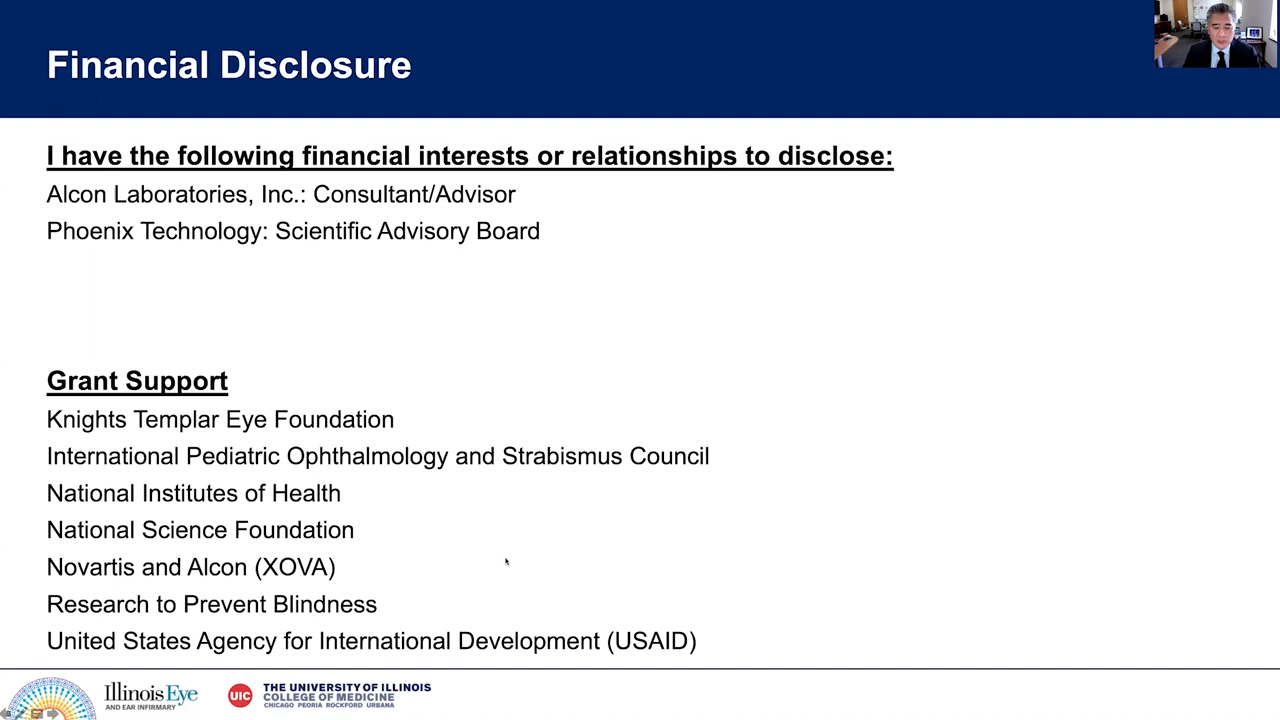 Financial Disclosure
I have the following financial interests or relationships to disclose:
Alcon Laboratories, Inc.: Consultant/Advisor
Phoenix Technology: Scientific Advisory Board
Grant Support
Knights Templar Eye Foundation
International Pediatric Ophthalmology and Strabismus Council
National Institutes of Health
National Science Foundation
Novartis and Alcon (XOVA)
Research to Prevent Blindness
United States Agency for International Development (USAID)
Illinois Eye
AND EAR INFIRMARY
UIC
THE UNIVERSITY OF ILLINOIS
COLLEGE OF MEDICINE
CHICAGO PEORIA ROCKFORD URBANA